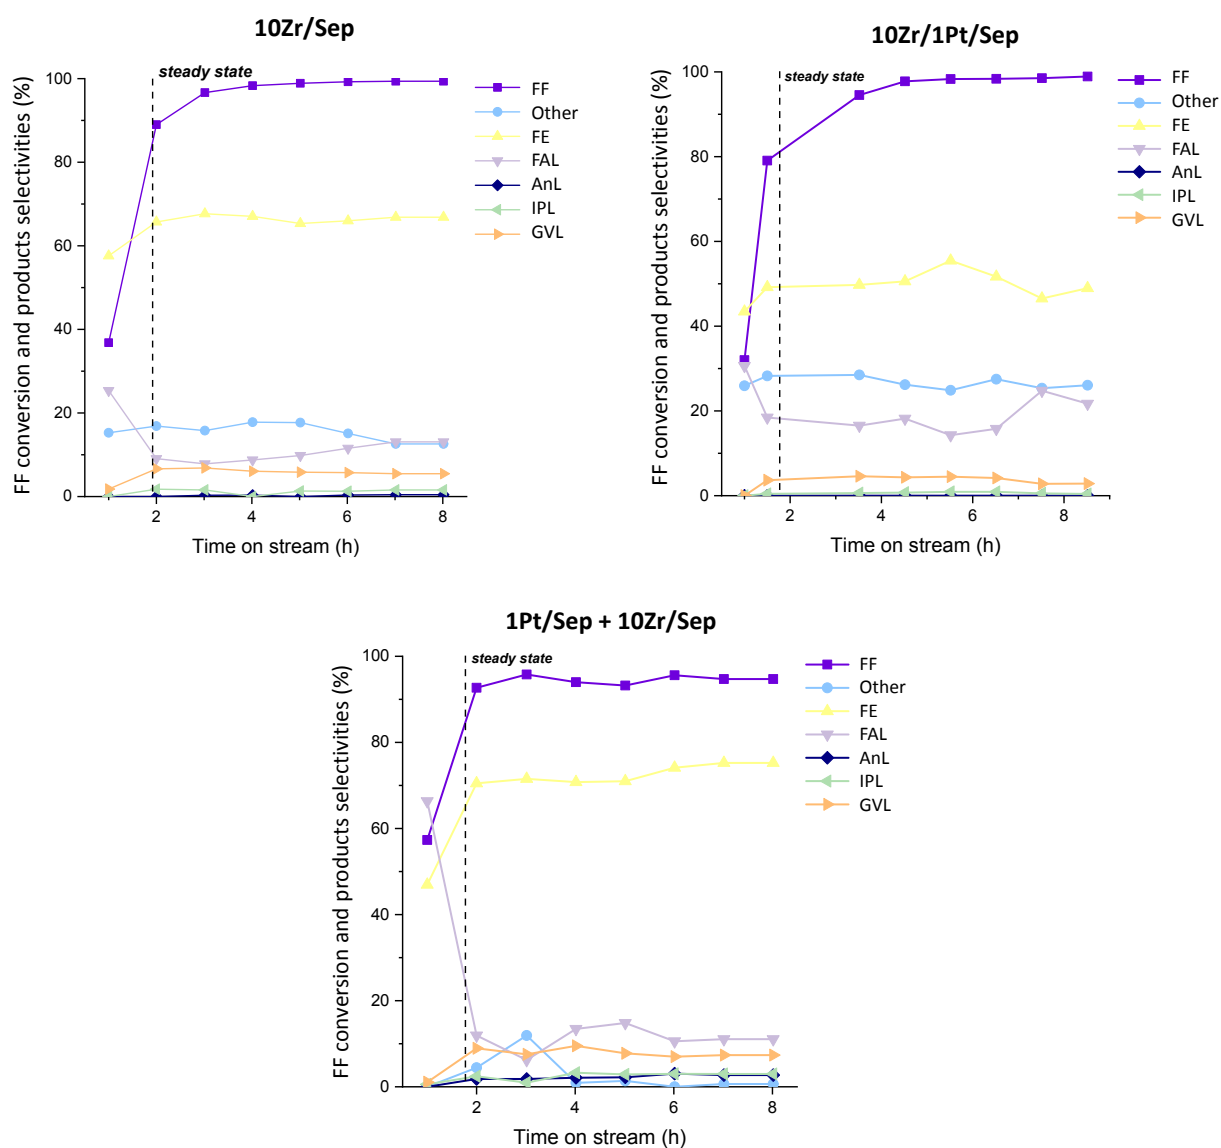 10Zr/Sep
FF conversion and products selectivities (%)
100
80
60
40
20
0
steady state
2
4
6
8
Time on stream (h)
FF
Other
FE
FAL
AnL
IPL
GVL
10Zr/1Pt/Sep
FF conversion and products selectivities (%)
100
80
60
40
20
0
steady state
2
4
6
8
Time on stream (h)
FF
Other
FE
FAL
AnL
IPL
GVL
1Pt/Sep + 10Zr/Sep
FF conversion and products selectivities (%)
100
80
60
40
20
0
steady state
2
4
6
8
Time on stream (h)
FF
Other
FE
FAL
AnL
IPL
GVL